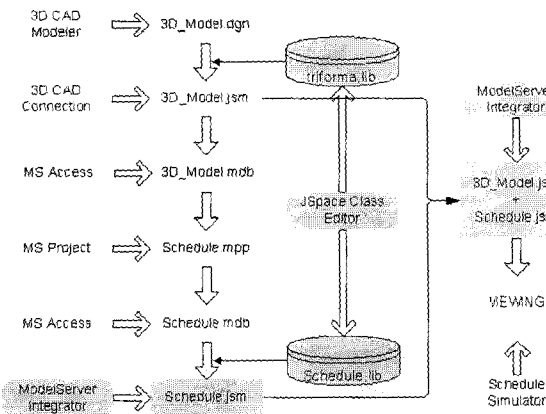 3D CAD
Modeler
3D_Model.dgn
triforma.lib
3D CAD
Connection
3D_Model.jsm
ModelServer
Integrator
MS Access
3D_Model mdb
JSpace Class
Editor
3D_Model.js
+
Schedule.js
MS Project
Schedule mpp
VIEWING
MS Access
Schedule mdb
Schedule.lib
ModelServer
Integrator
Schedule.jsm
Schedule
Simulator